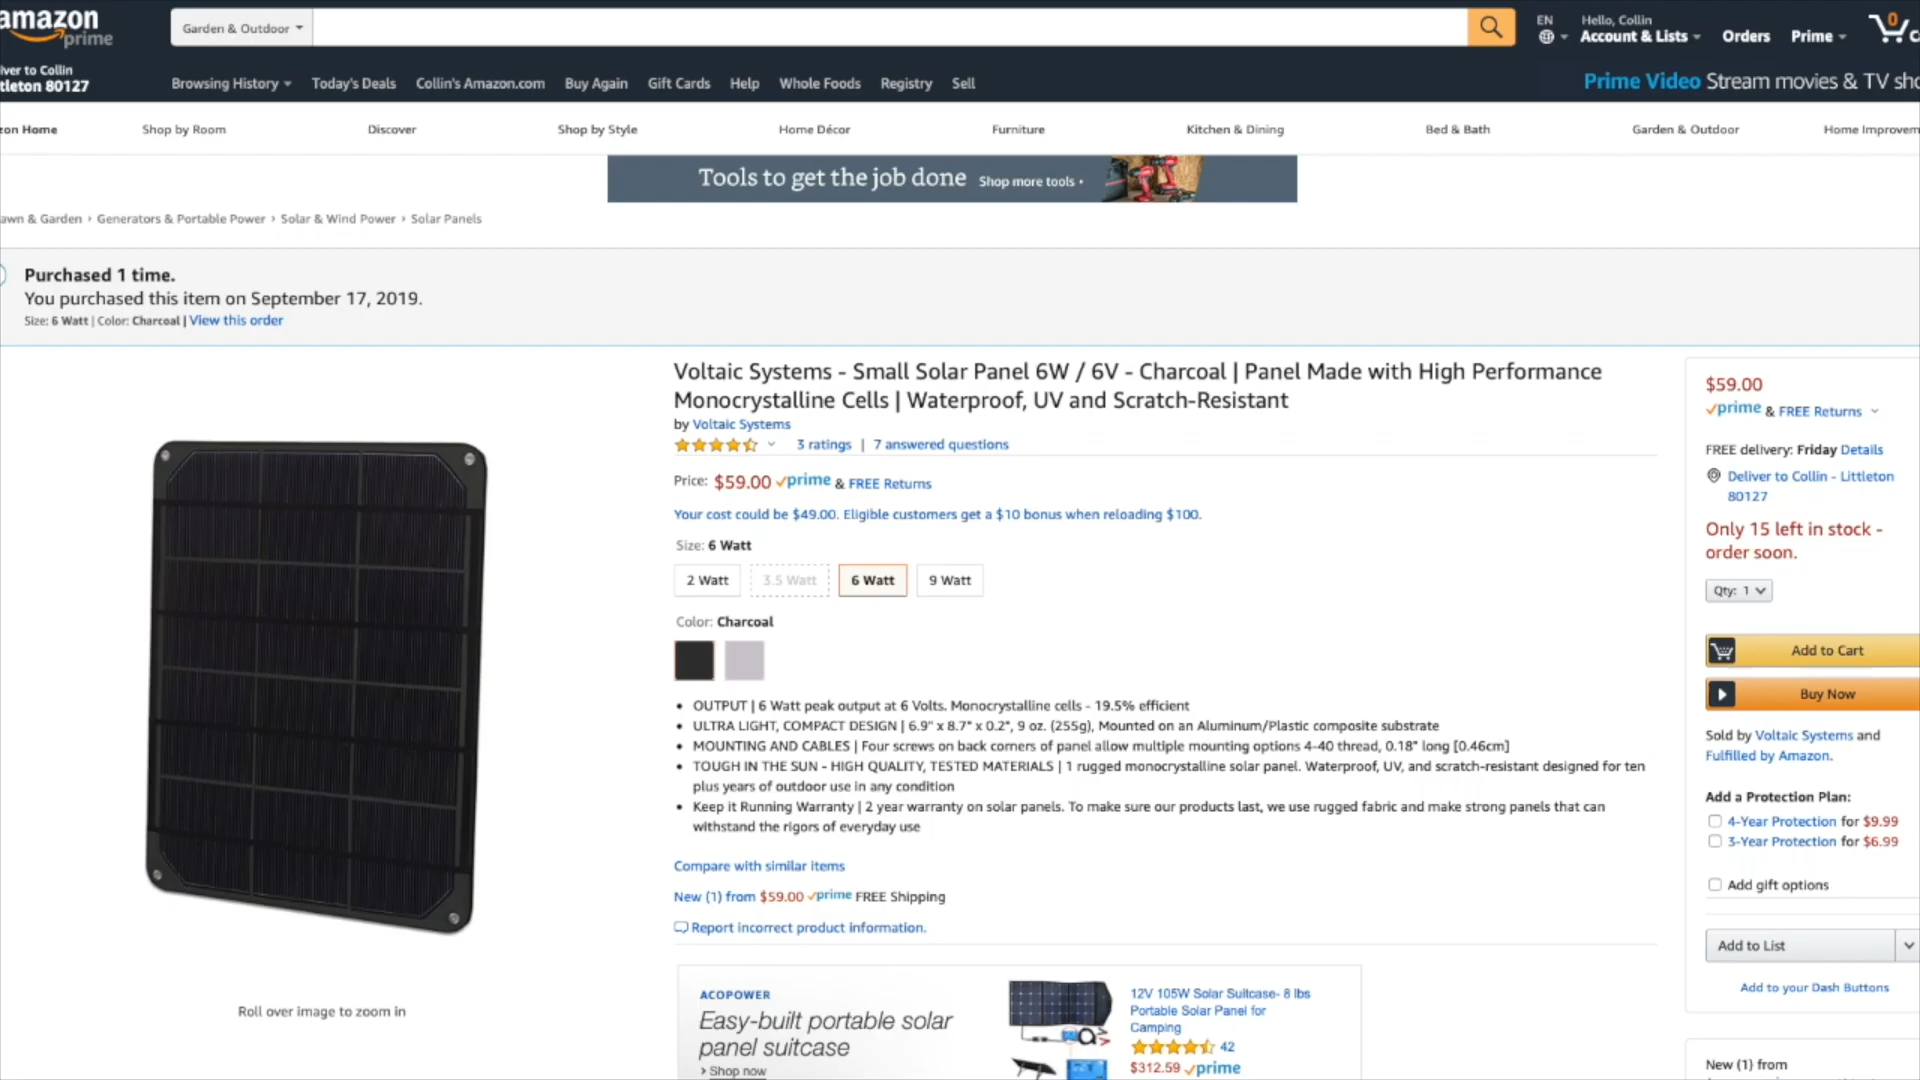 amazon
prime
Garden & Outdoor
EN
Hello, Collin
Account & Lists
Orders
Prime
0
iver to Collin
tleton 80127
Browsing History
Today's Deals
Collin's Amazon.com
Buy Again
Gift Cards
Help
Whole Foods
Registry
Sell
Prime Video Stream movies & TV sho
zon Home
Shop by Room
Discover
Shop by Style
Home Décor
Furniture
Kitchen & Dining
Bed & Bath
Garden & Outdoor
Home Improvem
Tools to get the job done Shop more tools
awn & Garden › Generators & Portable Power › Solar & Wind Power › Solar Panels
Purchased 1 time.
You purchased this item on September 17, 2019.
Size: 6 Watt | Color: Charcoal | View this order
Voltaic Systems - Small Solar Panel 6W / 6V - Charcoal | Panel Made with High Performance
Monocrystalline Cells | Waterproof, UV and Scratch-Resistant
by Voltaic Systems
3 ratings | 7 answered questions
Price: $59.00 prime & FREE Returns
Your cost could be $49.00. Eligible customers get a $10 bonus when reloading $100.
Size: 6 Watt
2 Watt
3.5 Watt
6 Watt
9 Watt
Color: Charcoal
• OUTPUT | 6 Watt peak output at 6 Volts. Monocrystalline cells - 19.5% efficient
• ULTRA LIGHT, COMPACT DESIGN | 6.9" x 8.7" x 0.2", 9 oz. (255g), Mounted on an Aluminum/Plastic composite substrate
• MOUNTING AND CABLES | Four screws on back corners of panel allow multiple mounting options 4-40 thread, 0.18" long [0.46cm]
• TOUGH IN THE SUN - HIGH QUALITY, TESTED MATERIALS | 1 rugged monocrystalline solar panel. Waterproof, UV, and scratch-resistant designed for ten
plus years of outdoor use in any condition
• Keep it Running Warranty | 2 year warranty on solar panels. To make sure our products last, we use rugged fabric and make strong panels that can
withstand the rigors of everyday use
Compare with similar items
New (1) from $59.00 prime FREE Shipping
Report incorrect product information.
Roll over image to zoom in
ACOPOWER
Easy-built portable solar
panel suitcase
› Shop now
12V 105W Solar Suitcase- 8 lbs
Portable Solar Panel for
Camping
42
$312.59 prime
$59.00
prime & FREE Returns
FREE delivery: Friday Details
Deliver to Collin - Littleton
80127
Only 15 left in stock -
order soon.
Qty: 1
Add to Cart
Buy Now
Sold by Voltaic Systems and
Fulfilled by Amazon.
Add a Protection Plan:
4-Year Protection for $9.99
3-Year Protection for $6.99
Add gift options
Add to List
Add to your Dash Buttons
New (1) from